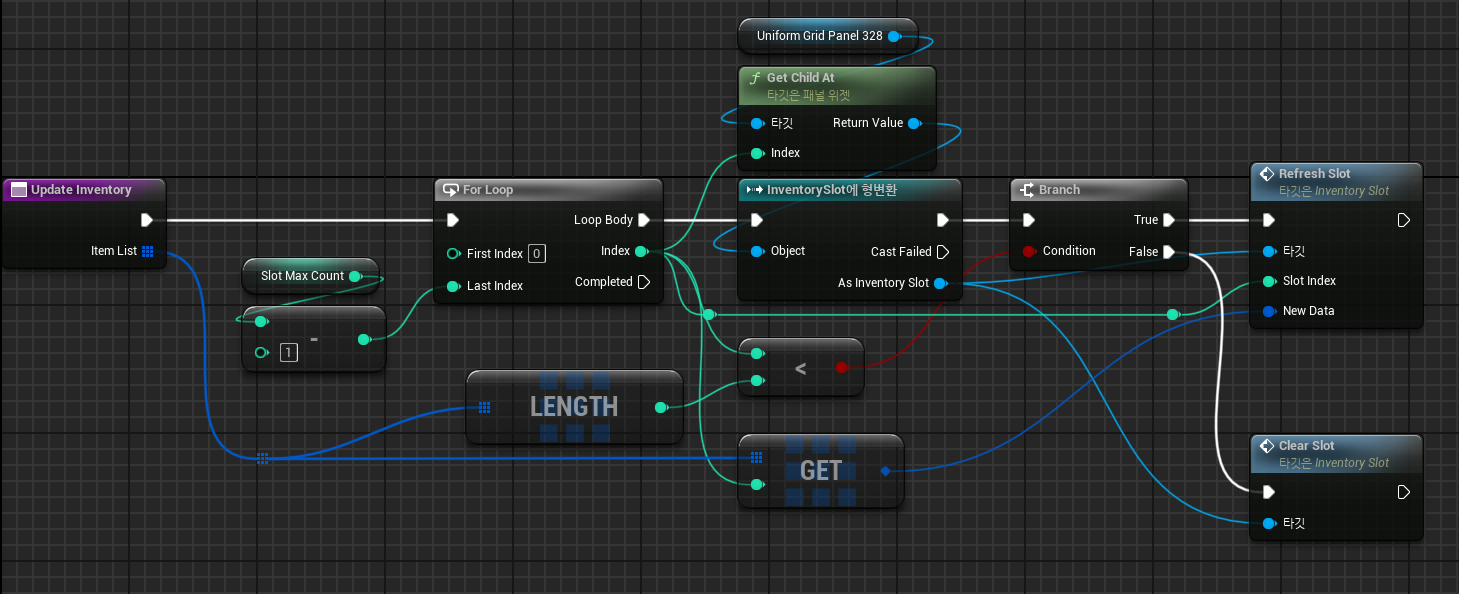 Uniform Grid Panel 328
f Get Child At
타깃은 패널 위젯
타깃 Return Value
Index
Update Inventory
Item List
Slot Max Count
-
1
For Loop
Loop Body
First Index 0 Index
Last Index Completed
InventorySlot에 형변환
Object Cast Failed
As Inventory Slot
Branch
True
Condition False
Refresh Slot
타깃은 Inventory Slot
타깃
Slot Index
New Data
<
LENGTH
GET
Clear Slot
타깃은 Inventory Slot
타깃